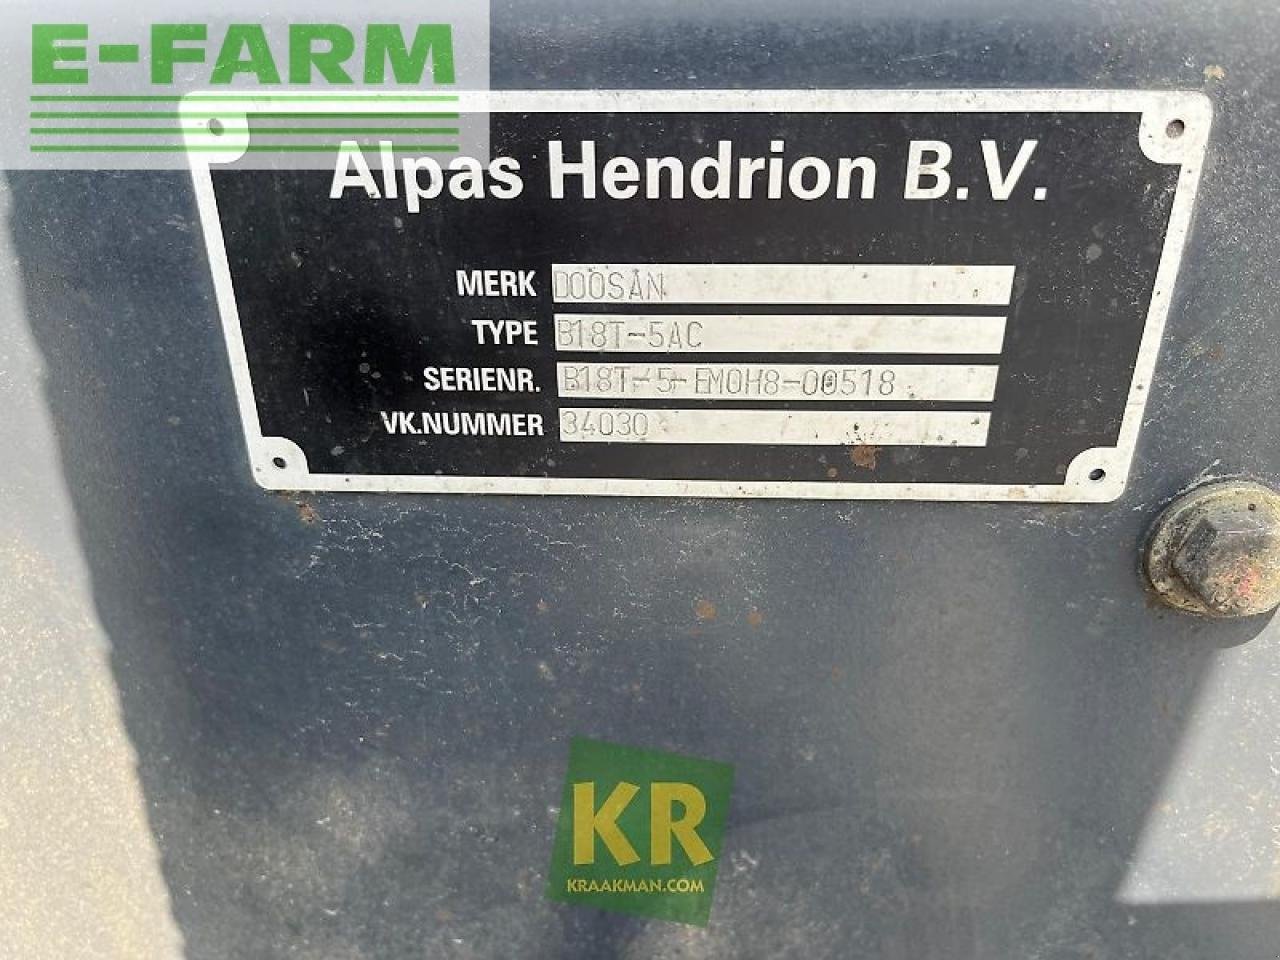 E-FARM
Alpas Hendrion B.V.
MERK DOOSAN
TYPE B18T-5AC
SERIENR. B18T-5-EM0H8-00518
VK.NUMMER 34030
KR
KRAAKMAN.COM